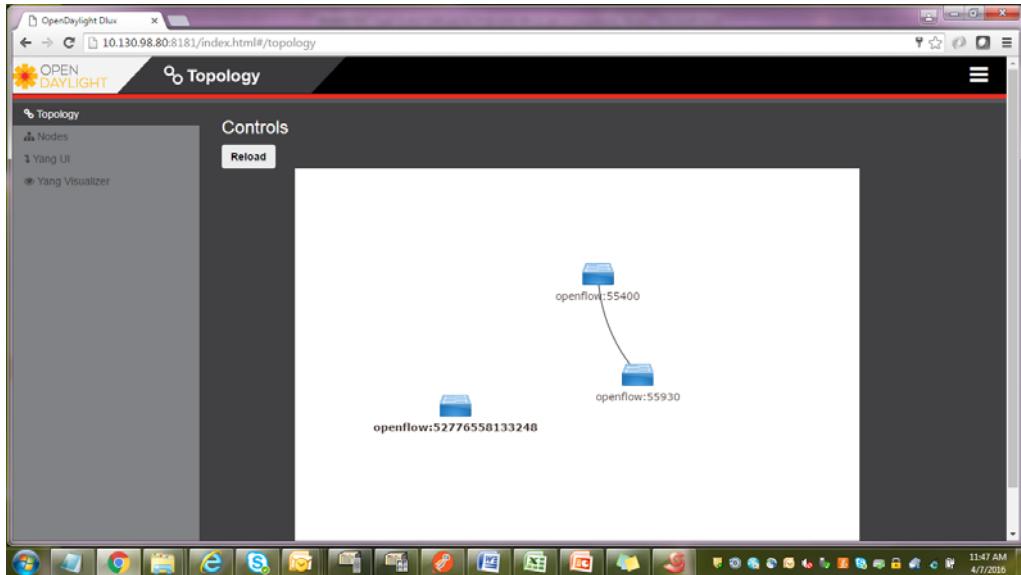 OpenDaylight Dlux
10.130.98.80:8181/index.html#/topology
OPEN
DAYLIGHT
Topology
Topology
Nodes
Yang UI
Yang Visualizer
Controls
Reload
openflow:55400
openflow:55930
openflow:52776558133248
11:47 AM
4/7/2016